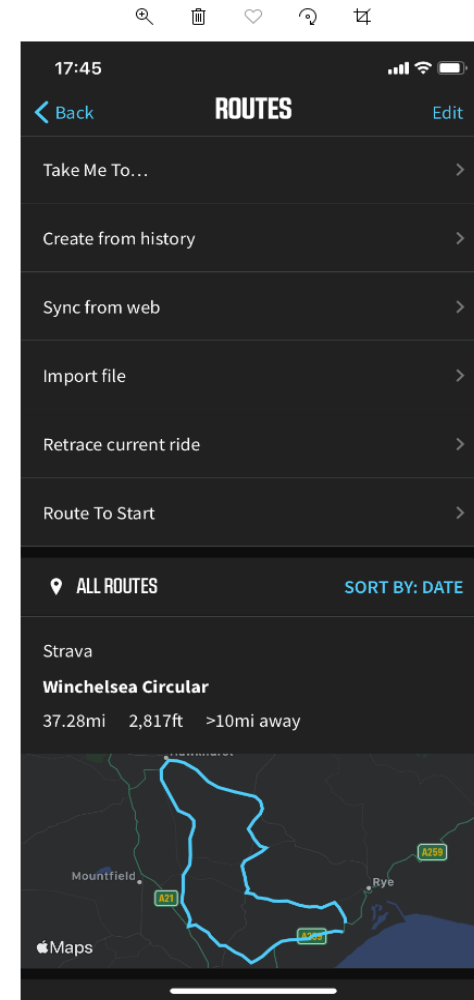 17:45
Back
ROUTES
Edit
Take Me To...
Create from history
Sync from web
Import file
Retrace current ride
Route To Start
ALL ROUTES
SORT BY: DATE
Strava
Winchelsea Circular
37.28mi 2,817ft >10mi away
A259
Mountfield
Rye
A21
Maps